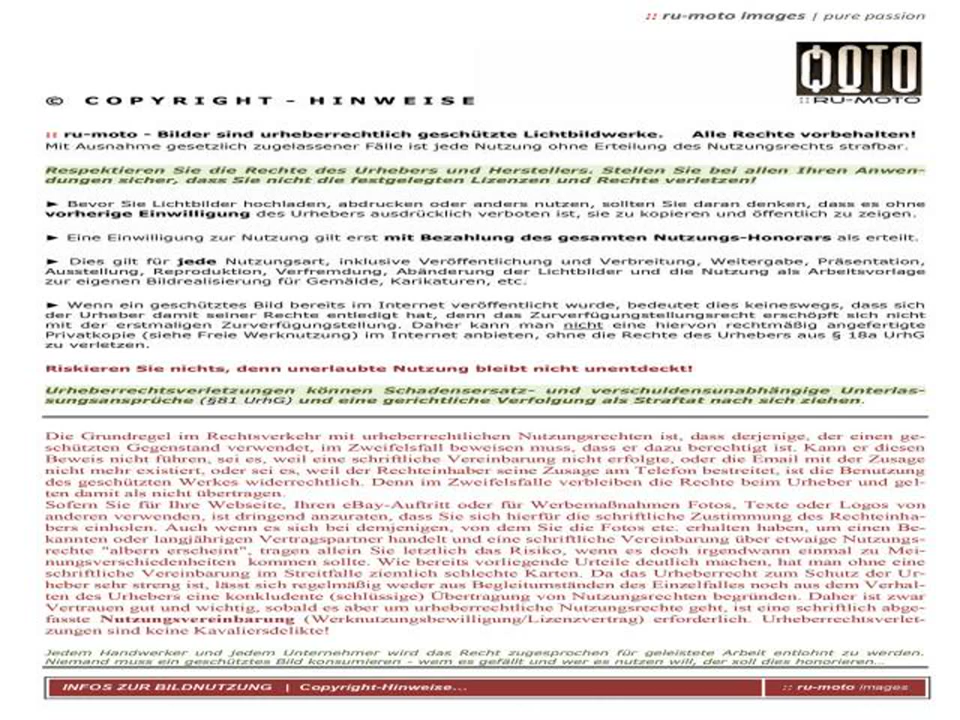 :: ru-moto images | pure passion
QOTO
::RU-MOTO
© COPYRIGHT - HINWEISE
:: ru-moto - Bilder sind urheberrechtlich geschützte Lichtbildwerke. Alle Rechte vorbehalten!
Mit Ausnahme gesetzlich zugelassener Fälle ist jede Nutzung ohne Erteilung des Nutzungsrechts strafbar.
Respektieren Sie die Rechte des Urhebers und Herstellers. Stellen Sie bei allen Ihren Anwen-
dungen sicher, dass Sie nicht die festgelegten Lizenzen und Rechte verletzen!
► Bevor Sie Lichtbilder hochladen, abdrucken oder anders nutzen, sollten Sie daran denken, dass es ohne
vorherige Einwilligung des Urhebers ausdrücklich verboten ist, sie zu kopieren und öffentlich zu zeigen.
► Eine Einwilligung zur Nutzung gilt erst mit Bezahlung des gesamten Nutzungs-Honorars als erteilt.
► Dies gilt für jede Nutzungsart, inklusive Veröffentlichung und Verbreitung, Weitergabe, Präsentation,
Ausstellung, Reproduktion, Verfremdung, Abänderung der Lichtbilder und die Nutzung als Arbeitsvorlage
zur eigenen Bildrealisierung für Gemälde, Karikaturen, etc.
► Wenn ein geschütztes Bild bereits im Internet veröffentlicht wurde, bedeutet dies keineswegs, dass sich
der Urheber damit seiner Rechte entledigt hat, denn das Zurverfügungstellungsrecht erschöpft sich nicht
mit der erstmaligen Zurverfügungstellung. Daher kann man nicht eine hiervon rechtmäßig angefertigte
Privatkopie (siehe Freie Werknutzung) im Internet anbieten, ohne die Rechte des Urhebers aus § 18a UrhG
zu verletzen.
Riskieren Sie nichts, denn unerlaubte Nutzung bleibt nicht unentdeckt!
Urheberrechtsverletzungen können Schadensersatz- und verschuldensunabhängige Unterlas-
sungsansprüche (§81 UrhG) und eine gerichtliche Verfolgung als Straftat nach sich ziehen.
Die Grundregel im Rechtsverkehr mit urheberrechtlichen Nutzungsrechten ist, dass derjenige, der einen ge-
schützten Gegenstand verwendet, im Zweifelsfall beweisen muss, dass er dazu berechtigt ist. Kann er diesen
Beweis nicht führen, sei es, weil eine schriftliche Vereinbarung nicht erfolgte, oder die Email mit der Zusage
nicht mehr existiert, oder sei es, weil der Rechteinhaber seine Zusage am Telefon bestreitet, ist die Benutzung
des geschützten Werkes widerrechtlich. Denn im Zweifelsfalle verbleiben die Rechte beim Urheber und gel-
ten damit als nicht übertragen.
Sofern Sie für Ihre Webseite, Ihren eBay-Auftritt oder für Werbemaßnahmen Fotos, Texte oder Logos von
anderen verwenden, ist dringend anzuraten, dass Sie sich hierfür die schriftliche Zustimmung des Rechteinha-
bers einholen. Auch wenn es sich bei demjenigen, von dem Sie die Fotos etc. erhalten haben, um einen Be-
kannten oder langjährigen Vertragspartner handelt und eine schriftliche Vereinbarung über etwaige Nutzungs-
rechte "albern erscheint", tragen allein Sie letztlich das Risiko, wenn es doch irgendwann einmal zu Mei-
nungsverschiedenheiten kommen sollte. Wie bereits vorliegende Urteile deutlich machen, hat man ohne eine
schriftliche Vereinbarung im Streitfalle ziemlich schlechte Karten. Da das Urheberrecht zum Schutz der Ur-
heber sehr streng ist, lässt sich regelmäßig weder aus Begleitumständen des Einzelfalles noch aus dem Verhal-
ten des Urhebers eine konkludente (schlüssige) Übertragung von Nutzungsrechten begründen. Daher ist zwar
Vertrauen gut und wichtig, sobald es aber um urheberrechtliche Nutzungsrechte geht, ist eine schriftlich abge-
fasste Nutzungsvereinbarung (Werknutzungsbewilligung/Lizenzvertrag) erforderlich. Urheberrechtsverlet-
zungen sind keine Kavaliersdelikte!
Jedem Handwerker und jedem Unternehmer wird das Recht zugesprochen für geleistete Arbeit entlohnt zu werden.
Niemand muss ein geschütztes Bild konsumieren - wem es gefällt und wer es nutzen will, der soll dies honorieren...
INFOS ZUR BILDNUTZUNG | Copyright-Hinweise... :: ru-moto images